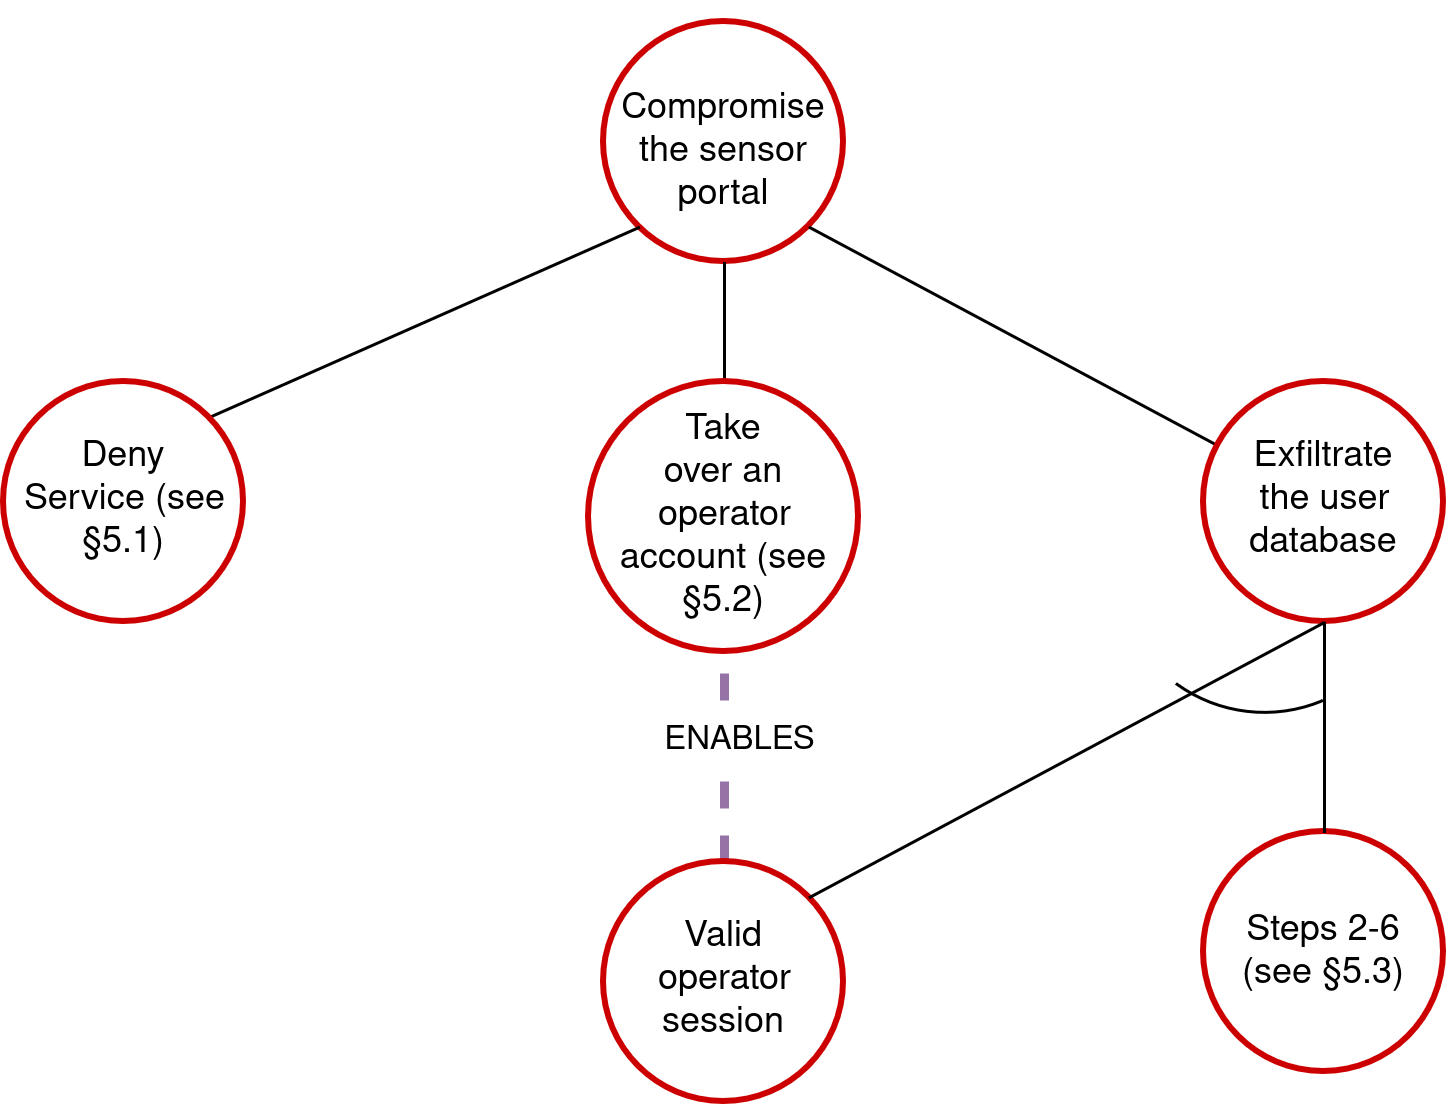 Compromise
the sensor
portal
Deny
Service (see
§5.1)
Take
over an
operator
account (see
§5.2)
Exfiltrate
the user
database
ENABLES
Valid
operator
session
Steps 2-6
(see §5.3)